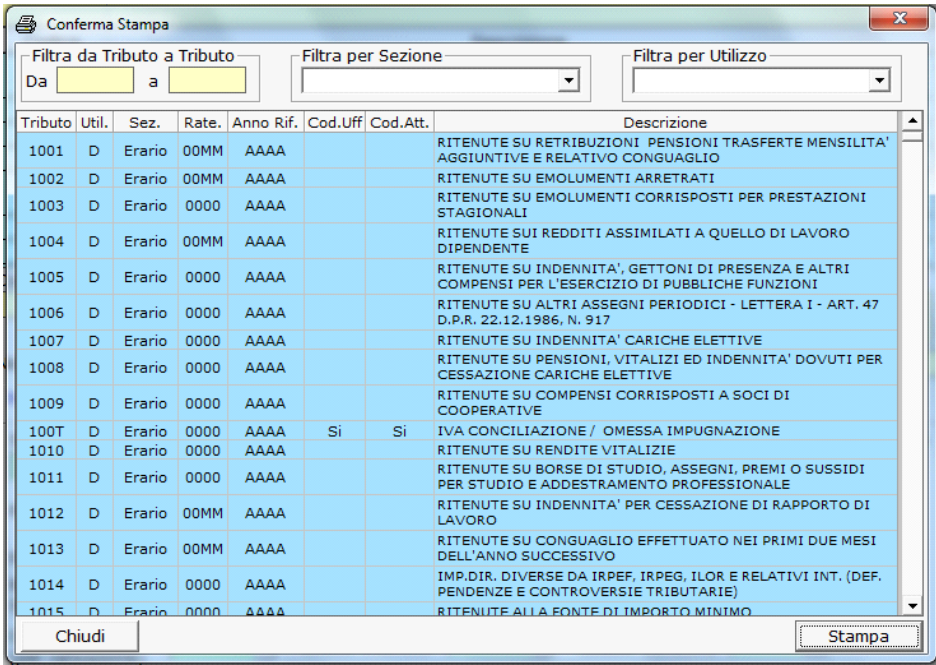 Conferma Stampa
Filtra da Tributo a Tributo Filtra per Sezione Filtra per Utilizzo
Da a
Tributo Util. Sez. Rate. Anno Rif. Cod.Uff Cod.Att. Descrizione
1001 D Erario 00MM AAAA RITENUTE SU RETRIBUZIONI PENSIONI TRASFERTE MENSILITA'
AGGIUNTIVE E RELATIVO CONGUAGLIO
1002 D Erario 00MM AAAA RITENUTE SU EMOLUMENTI ARRETRATI
1003 D Erario 0000 AAAA RITENUTE SU EMOLUMENTI CORRISPOSTI PER PRESTAZIONI
STAGIONALI
1004 D Erario 00MM AAAA RITENUTE SUI REDDITI ASSIMILATI A QUELLO DI LAVORO
DIPENDENTE
1005 D Erario 0000 AAAA RITENUTE SU INDENNITA', GETTONI DI PRESENZA E ALTRI
COMPENSI PER L'ESERCIZIO DI PUBBLICHE FUNZIONI
1006 D Erario 0000 AAAA RITENUTE SU ALTRI ASSEGNI PERIODICI - LETTERA I - ART. 47
D.P.R. 22.12.1986, N. 917
1007 D Erario 0000 AAAA RITENUTE SU INDENNITA' CARICHE ELETTIVE
1008 D Erario 0000 AAAA RITENUTE SU PENSIONI, VITALIZI ED INDENNITA' DOVUTI PER
CESSAZIONE CARICHE ELETTIVE
1009 D Erario 0000 AAAA RITENUTE SU COMPENSI CORRISPOSTI A SOCI DI
COOPERATIVE
100T D Erario 0000 AAAA Si Si IVA CONCILIAZIONE / OMESSA IMPUGNAZIONE
1010 D Erario 0000 AAAA RITENUTE SU RENDITE VITALIZIE
1011 D Erario 0000 AAAA RITENUTE SU BORSE DI STUDIO, ASSEGNI, PREMI O SUSSIDI
PER STUDIO E ADDESTRAMENTO PROFESSIONALE
1012 D Erario 00MM AAAA RITENUTE SU INDENNITA' PER CESSAZIONE DI RAPPORTO DI
LAVORO
1013 D Erario 00MM AAAA RITENUTE SU CONGUAGLIO EFFETTUATO NEI PRIMI DUE MESI
DELL'ANNO SUCCESSIVO
1014 D Erario 0000 AAAA IMP.DIR. DIVERSE DA IRPEF, IRPEG, ILOR E RELATIVI INT. (DEF.
PENDENZE E CONTROVERSIE TRIBUTARIE)
1015 D Erario 0000 AAAA RITENUTE ALLA FONTE DI IMPORTO MINIMO
Chiudi Stampa